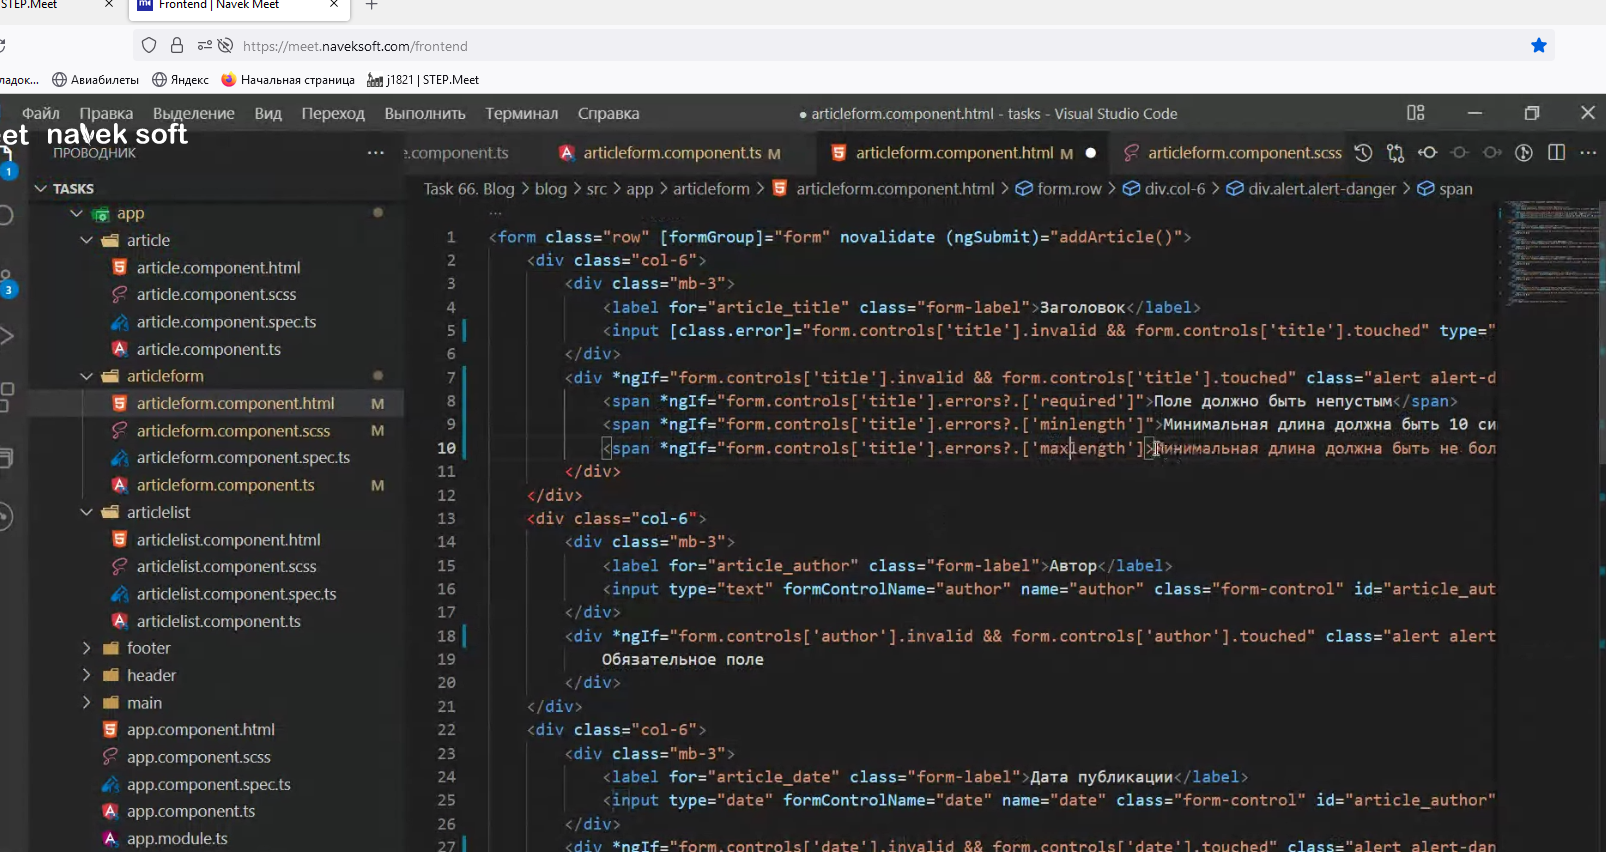 STEP.Meet
Frontend | Navek Meet
https://meet.naveksoft.com/frontend
ладок...
Авиабилеты
Яндекс
Начальная страница
j1821 | STEP.Meet
Файл Правка Выделение Вид Переход Выполнить Терминал Справка
● articleform.component.html - tasks - Visual Studio Code
eet navek soft
ПРОВОДНИК ...
e.component.ts
articleform.component.ts M
articleform.component.html M
articleform.component.scss
1
3
TASKS
Task 66. Blog > blog > src > app > articleform > articleform.component.html > form.row > div.col-6 > div.alert.alert-danger > span
app
article
article.component.html
article.component.scss
article.component.spec.ts
article.component.ts
articleform
articleform.component.html M
articleform.component.scss M
articleform.component.spec.ts
articleform.component.ts M
articlelist
articlelist.component.html
articlelist.component.scss
articlelist.component.spec.ts
articlelist.component.ts
footer
header
main
app.component.html
app.component.scss
app.component.spec.ts
app.component.ts
app.module.ts
...
1 <form class="row" [formGroup]="form" novalidate (ngSubmit)="addArticle()">
2 <div class="col-6">
3 <div class="mb-3">
4 <label for="article_title" class="form-label">Заголовок</label>
5 <input [class.error]="form.controls['title'].invalid && form.controls['title'].touched" type="
6 </div>
7 <div *ngIf="form.controls['title'].invalid && form.controls['title'].touched" class="alert alert-d
8 <span *ngIf="form.controls['title'].errors?.['required']">Поле должно быть непустым</span>
9 <span *ngIf="form.controls['title'].errors?.['minlength']">Минимальная длина должна быть 10 си
10 <span *ngIf="form.controls['title'].errors?.['maxlength']>Минимальная длина должна быть не бол
11 </div>
12 </div>
13 <div class="col-6">
14 <div class="mb-3">
15 <label for="article_author" class="form-label">Автор</label>
16 <input type="text" formControlName="author" name="author" class="form-control" id="article_aut
17 </div>
18 <div *ngIf="form.controls['author'].invalid && form.controls['author'].touched" class="alert alert
19 Обязательное поле
20 </div>
21 </div>
22 <div class="col-6">
23 <div class="mb-3">
24 <label for="article_date" class="form-label">Дата публикации</label>
25 <input type="date" formControlName="date" name="date" class="form-control" id="article_author"
26 </div>
27 <div *ngIf="form.controls['date'].invalid && form.controls['date'].touched" class="alert alert-dan